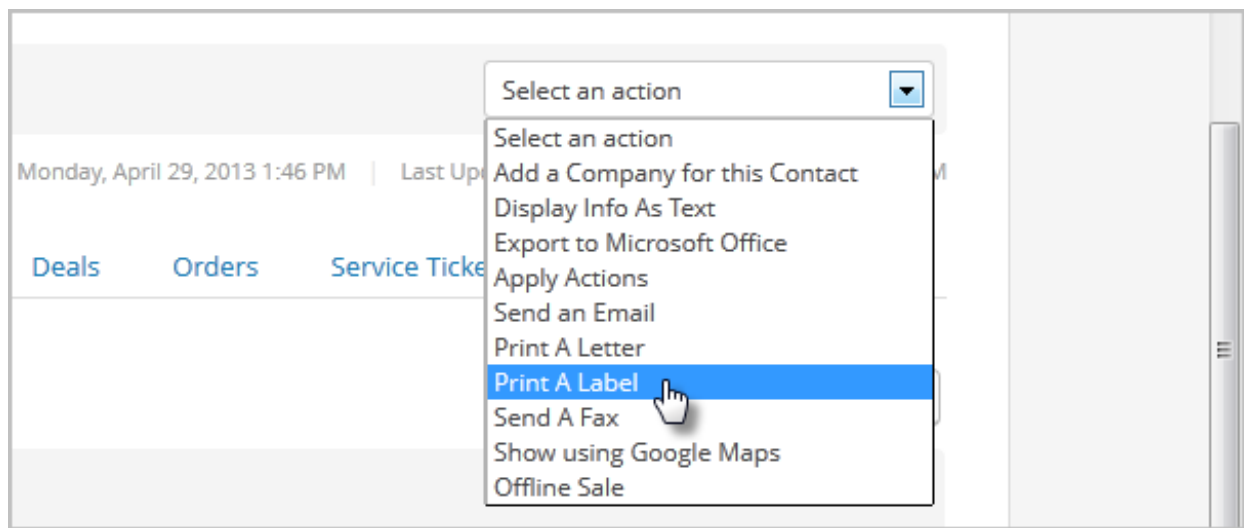 Select an action
Select an action
Monday, April 29, 2013 1:46 PM | Last
Add a Company for this Contact
Display Info As Text
Export to Microsoft Office
Deals Orders Service
Apply Actions
Send an Email
Print A Letter
Print A Label
Send A Fax
Show using Google Maps
Offline Sale